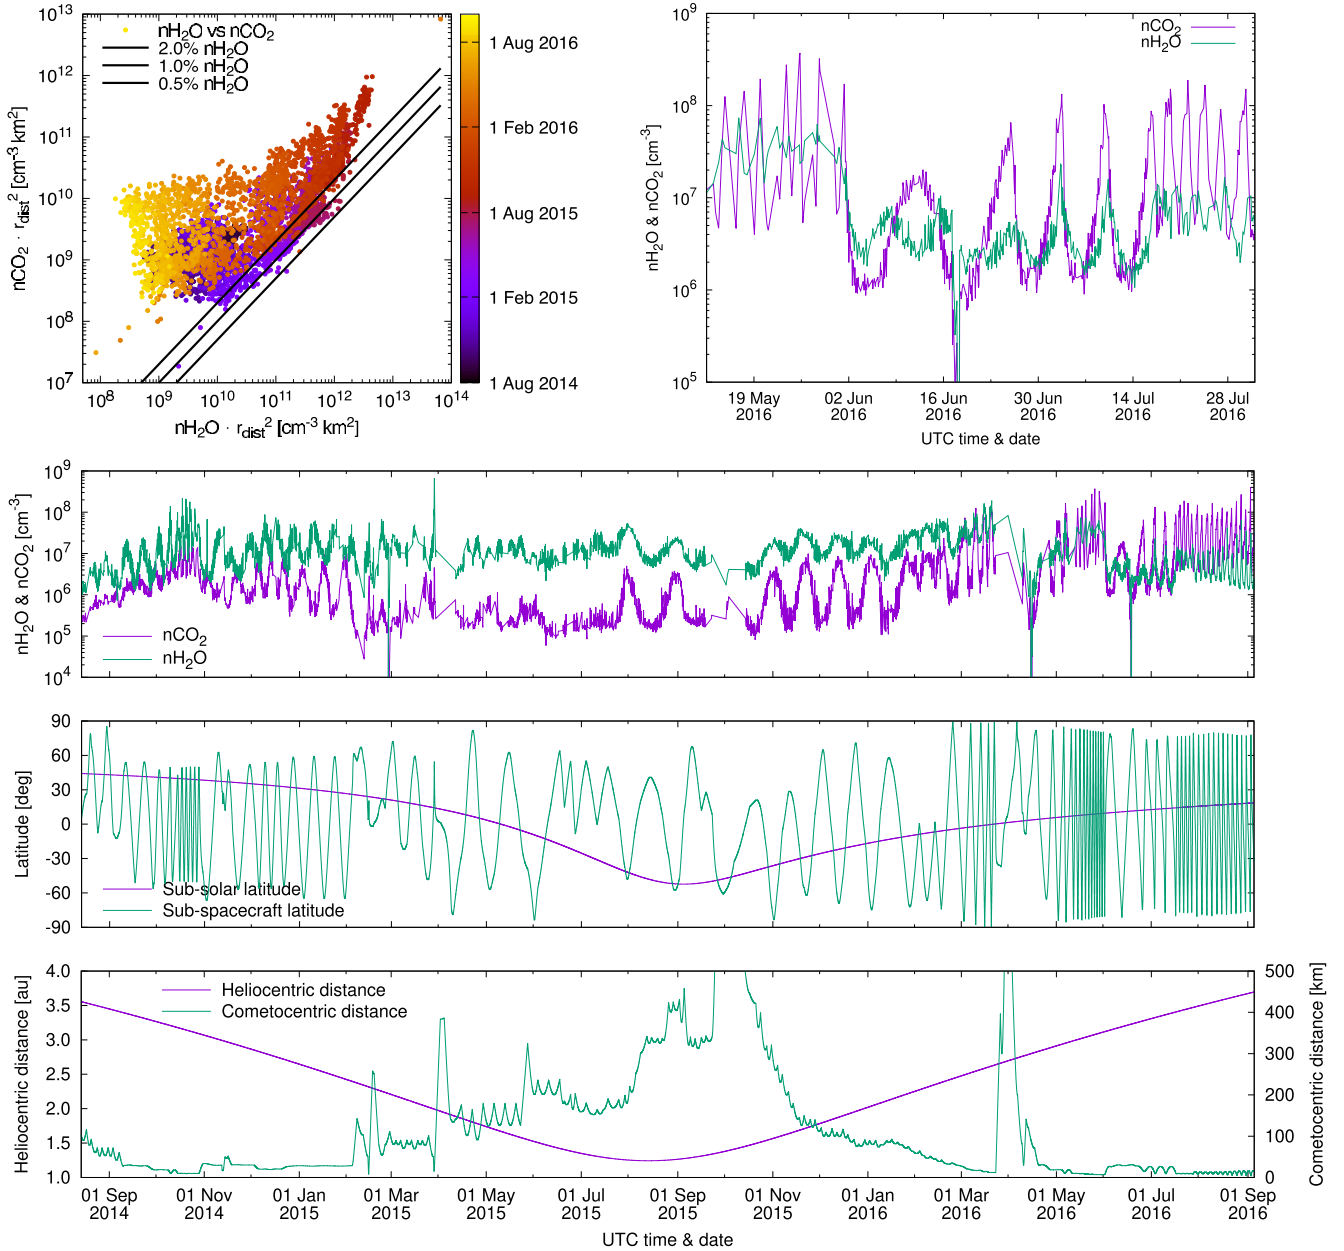 10^13
10^12
10^11
10^10
10^9
10^8
10^7
nCO2 · rdist^2 [cm^-3 km^2]
nH2O vs nCO2
2.0% nH2O
1.0% nH2O
0.5% nH2O
10^8 10^9 10^10 10^11 10^12 10^13 10^14
nH2O · rdist^2 [cm^-3 km^2]
1 Aug 2016
1 Feb 2016
1 Aug 2015
1 Feb 2015
1 Aug 2014
10^9
10^8
10^7
10^6
10^5
nH2O & nCO2 [cm^-3]
nCO2
nH2O
19 May 2016
02 Jun 2016
16 Jun 2016
30 Jun 2016
14 Jul 2016
28 Jul 2016
UTC time & date
10^9
10^8
10^7
10^6
10^5
10^4
nH2O & nCO2 [cm^-3]
nCO2
nH2O
90
60
30
0
-30
-60
-90
Latitude [deg]
Sub-solar latitude
Sub-spacecraft latitude
4.0
3.5
3.0
2.5
2.0
1.5
1.0
Heliocentric distance [au]
Heliocentric distance
Cometocentric distance
500
400
300
200
100
0
Cometocentric distance [km]
01 Sep 2014
01 Nov 2014
01 Jan 2015
01 Mar 2015
01 May 2015
01 Jul 2015
01 Sep 2015
01 Nov 2015
01 Jan 2016
01 Mar 2016
01 May 2016
01 Jul 2016
01 Sep 2016
UTC time & date